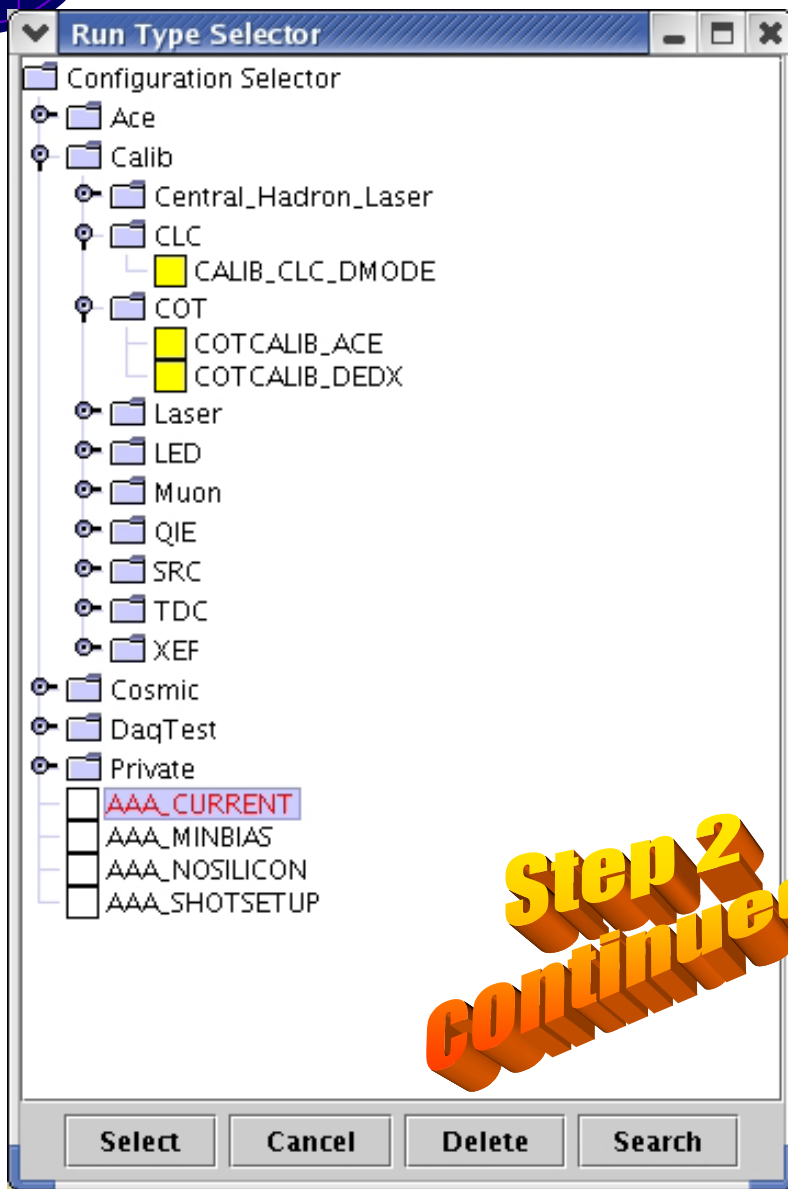 Run Type Selector
Configuration Selector
Ace
Calib
Central_Hadron_Laser
CLC
CALIB_CLC_DMODE
COT
COTCALIB_ACE
COTCALIB_DEDX
Laser
LED
Muon
QIE
SRC
TDC
XEF
Cosmic
DaqTest
Private
AAA_CURRENT
AAA_MINBIAS
AAA_NOSILICON
AAA_SHOTSETUP
Step 2
continued
Select Cancel Delete Search